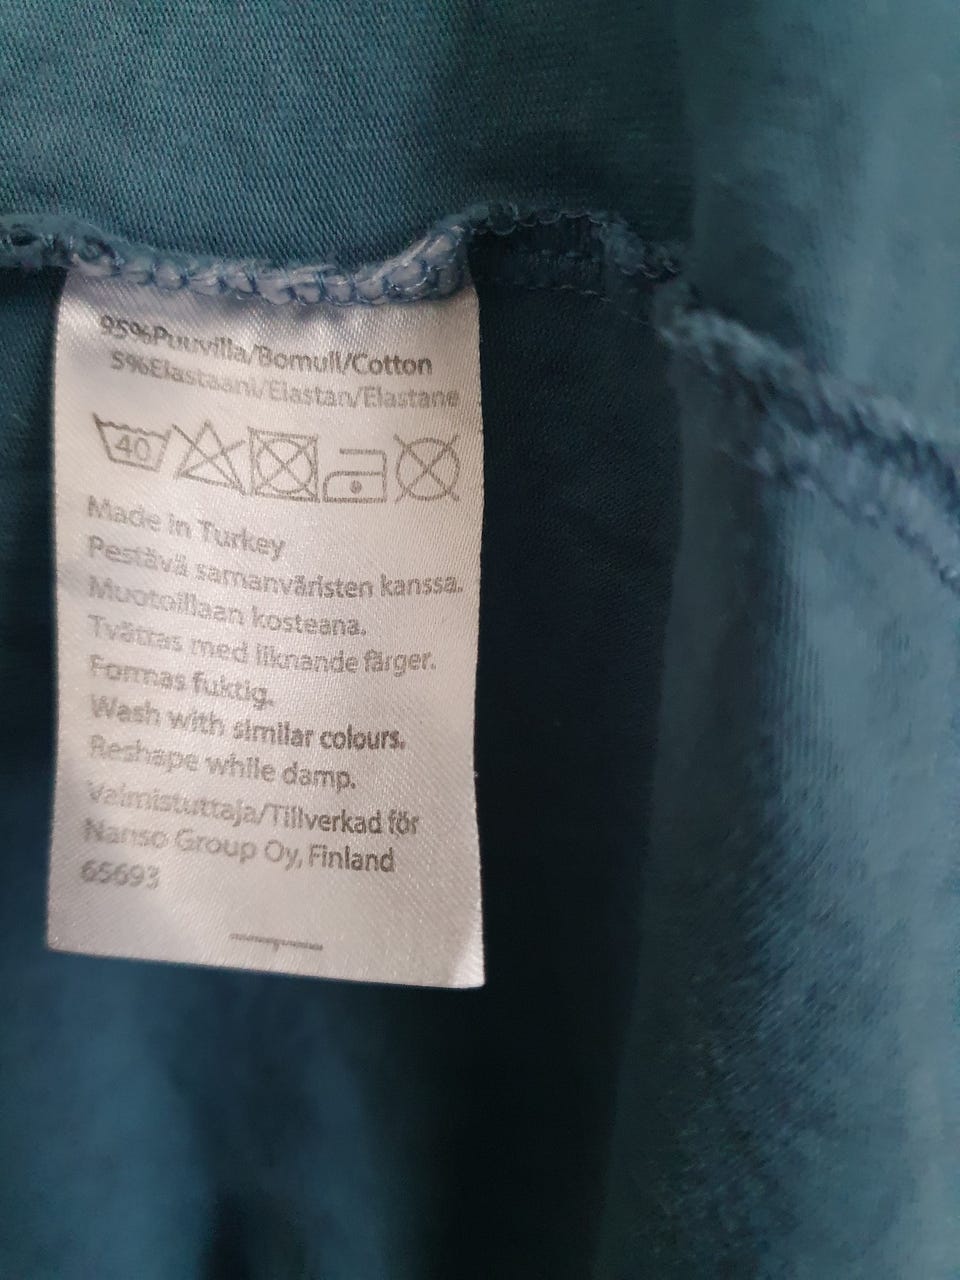 95%Puuvilla/Bomull/Cotton
5%Elastaani/Elastan/Elastane
40
Made in Turkey
Pestävä samanväristen kanssa.
Muotoillaan kosteana.
Tvättas med liknande färger.
Formas fuktig.
Wash with similar colours.
Reshape while damp.
Valmistuttaja/Tillverkad för
Nanso Group Oy, Finland
65693